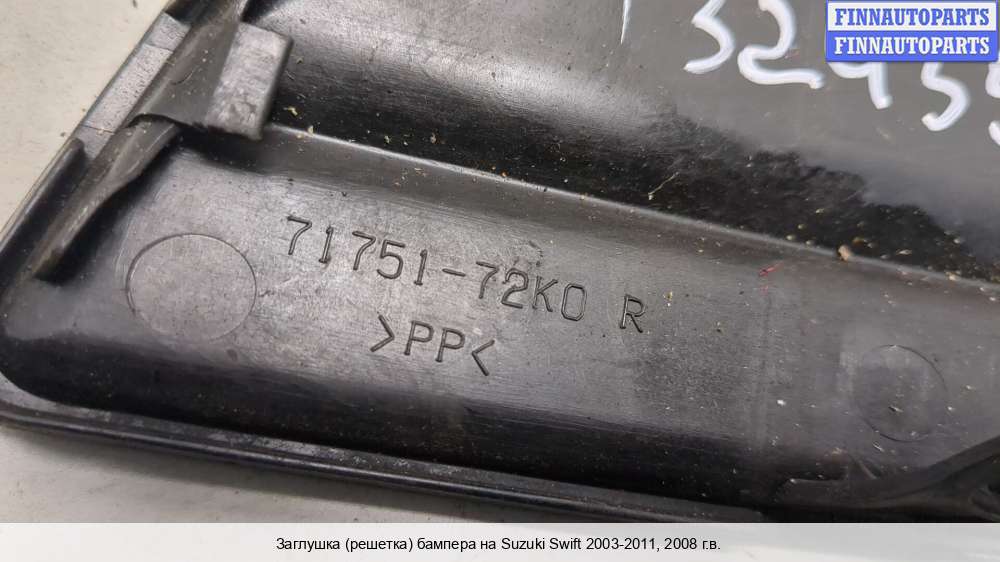 FINNAUTOPARTS
FINNAUTOPARTS
71751-72K0 R
>PP<
Заглушка (решетка) бампера на Suzuki Swift 2003-2011, 2008 г.в.